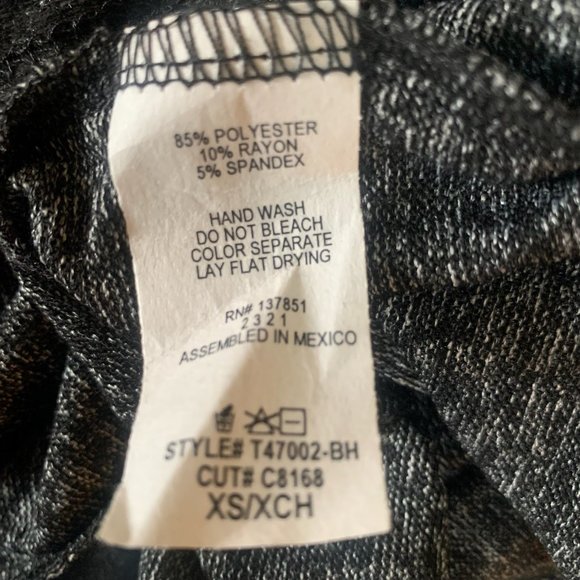 85% POLYESTER
10% RAYON
5% SPANDEX
HAND WASH
DO NOT BLEACH
COLOR SEPARATE
LAY FLAT DRYING
RN# 137851
2 3 2 1
ASSEMBLED IN MEXICO
STYLE# T47002-BH
CUT# C8168
XS/XCH